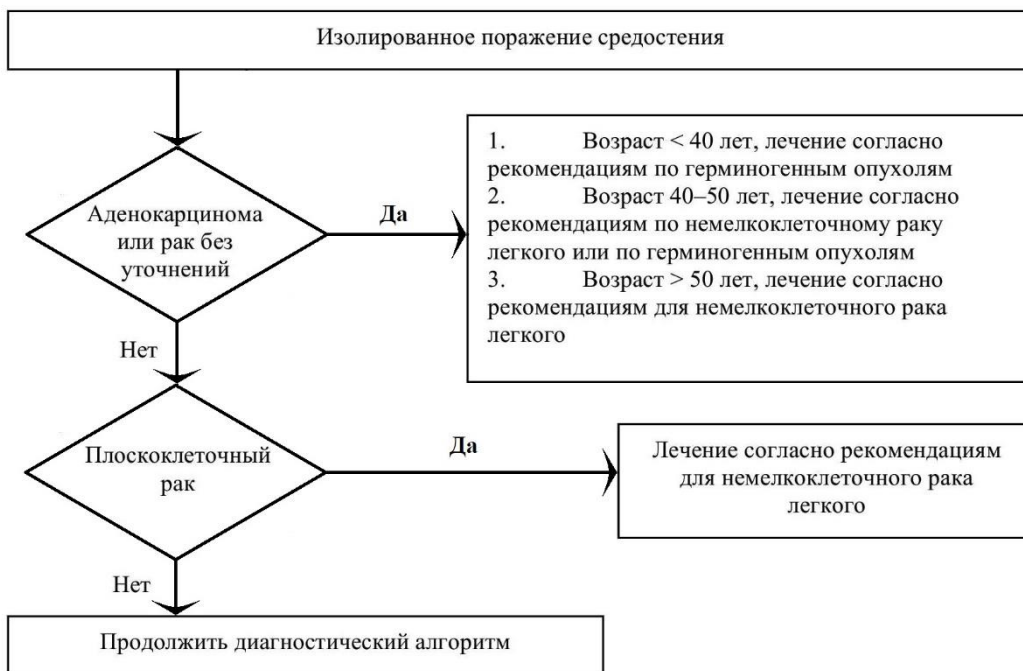 Изолированное поражение средостения
Аденокарцинома
или рак без
уточнений
Да
1. Возраст < 40 лет, лечение согласно
рекомендациям по герминогенным опухолям
2. Возраст 40–50 лет, лечение согласно
рекомендациям по немелкоклеточному раку
легкого или по герминогенным опухолям
3. Возраст > 50 лет, лечение согласно
рекомендациям для немелкоклеточного рака
легкого
Нет
Плоскоклеточный
рак
Да
Лечение согласно рекомендациям
для немелкоклеточного рака
легкого
Нет
Продолжить диагностический алгоритм